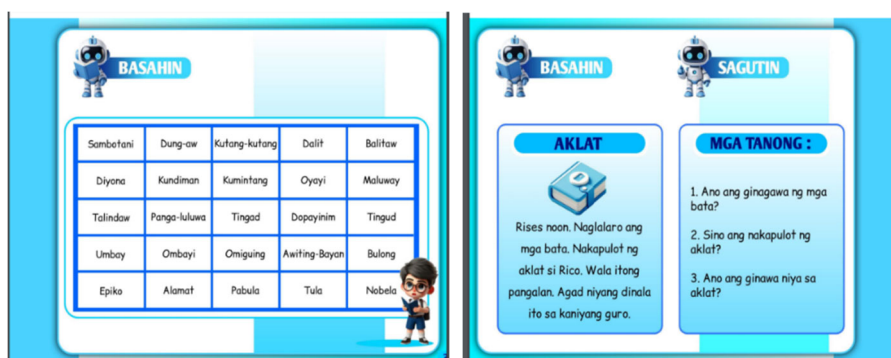 BASAHIN
Sambotani Dung-aw Kutang-kutang Dalit Balitaw
Diyona Kundiman Kumintang Oyayi Maluway
Talindaw Panga-luluwa Tingad Dopayinim Tingud
Umbay Ombayi Omiguing Awiting-Bayan Bulong
Epiko Alamat Pabula Tula Nobela
BASAHIN
AKLAT
Rises noon. Naglalaro ang
mga bata. Nakapulot ng
aklat si Rico. Wala itong
pangalan. Agad niyang dinala
ito sa kaniyang guro.
SAGUTIN
MGA TANONG :
1. Ano ang ginagawa ng mga
bata?
2. Sino ang nakapulot ng
aklat?
3. Ano ang ginawa niya sa
aklat?